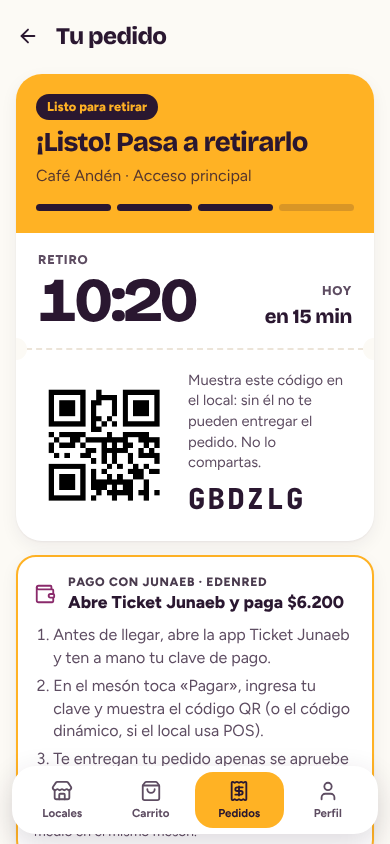 Tu pedido
Listo para retirar
¡Listo! Pasa a retirarlo
Café Andén · Acceso principal
RETIRO
10:20
HOY
en 15 min
Muestra este código en
el local: sin él no te
pueden entregar el
pedido. No lo
compartas.
GBDZLG
PAGO CON JUNAEB · EDENRED
Abre Ticket Junaeb y paga $6.200
1. Antes de llegar, abre la app Ticket Junaeb
y ten a mano tu clave de pago.
2. En el mesón toca «Pagar», ingresa tu
clave y muestra el código QR (o el código
dinámico, si el local usa POS).
3. Te entregan tu pedido apenas se apruebe
Locales
Carrito
Pedidos
Perfil